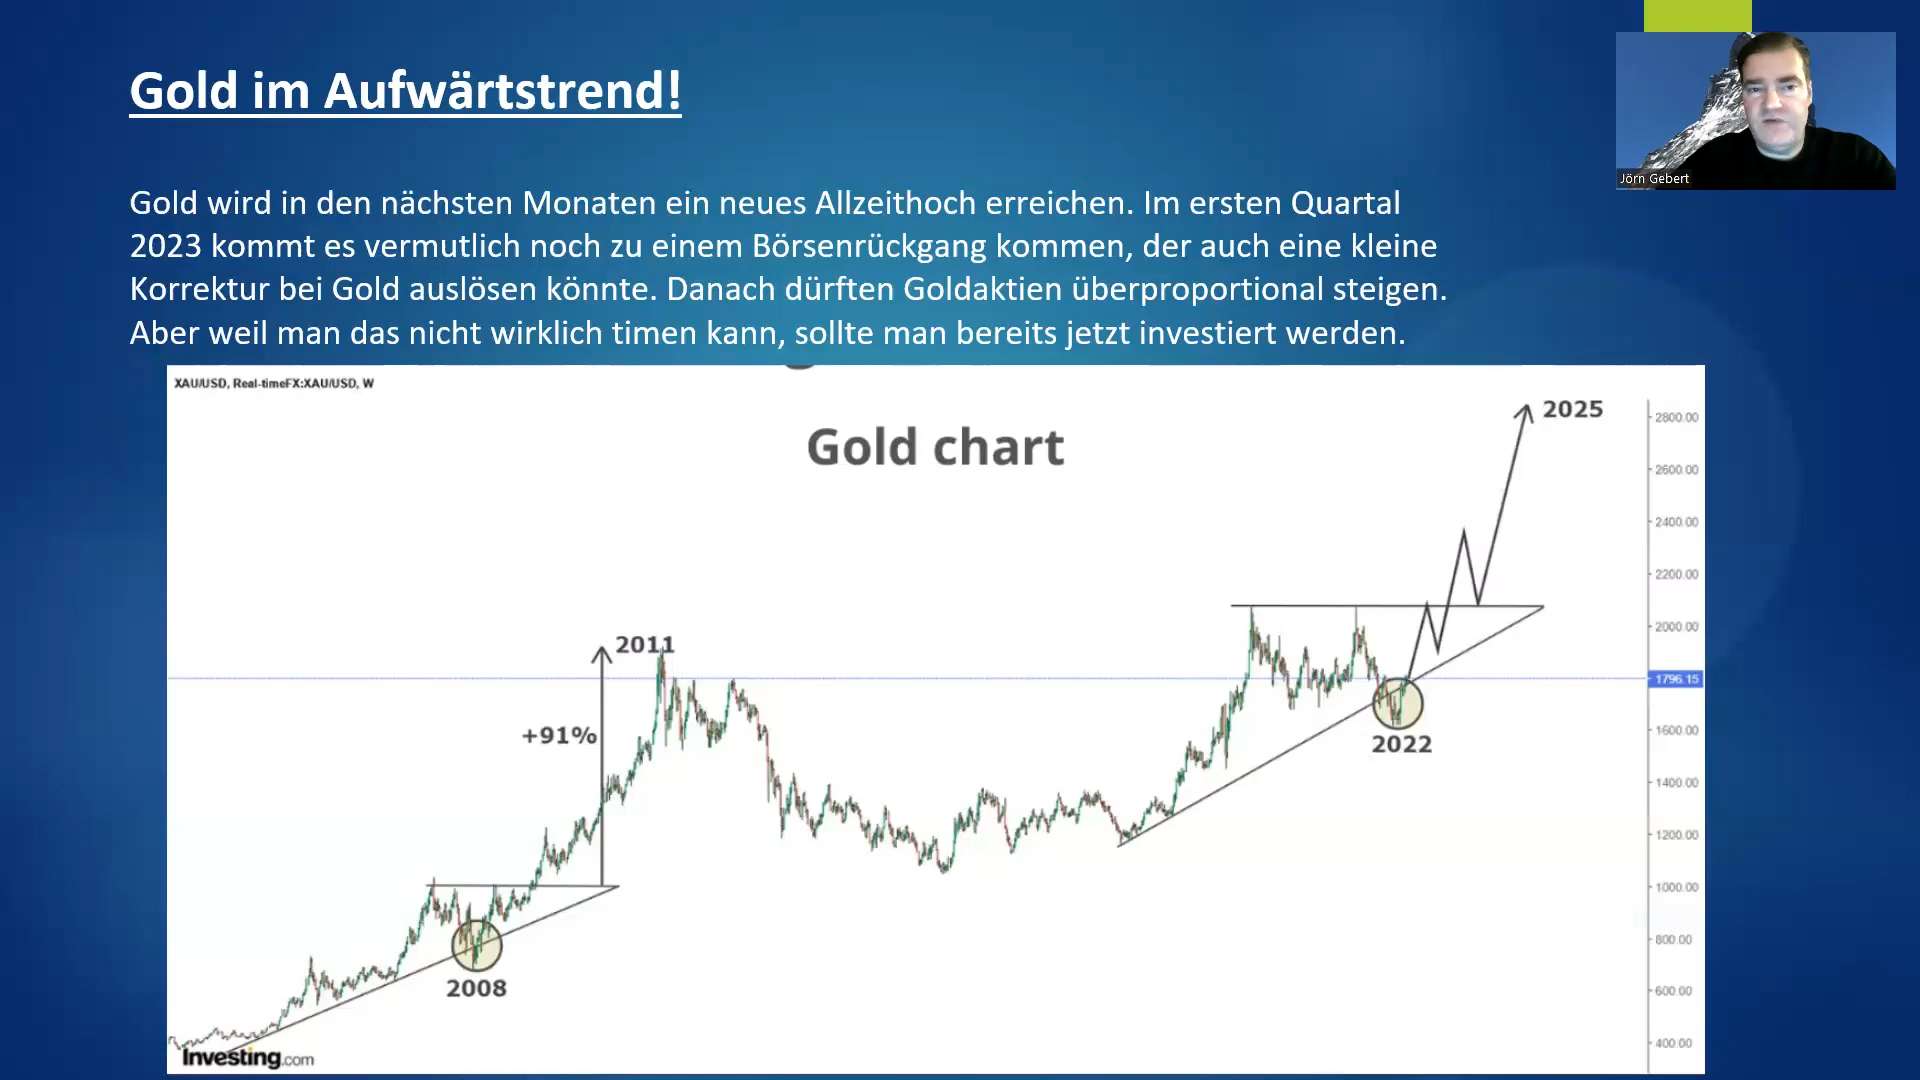 Gold im Aufwärtstrend!
Jörn Gebert
Gold wird in den nächsten Monaten ein neues Allzeithoch erreichen. Im ersten Quartal
2023 kommt es vermutlich noch zu einem Börsenrückgang kommen, der auch eine kleine
Korrektur bei Gold auslösen könnte. Danach dürften Goldaktien überproportional steigen.
Aber weil man das nicht wirklich timen kann, sollte man bereits jetzt investiert werden.
XAU/USD, Real-timeFX:XAU/USD, W
Gold chart
2025
2800.00
2600.00
2400.00
2200.00
2000.00
1796.15
1600.00
1400.00
1200.00
1000.00
800.00
600.00
400.00
2011
+91%
2022
2008
Investing.com